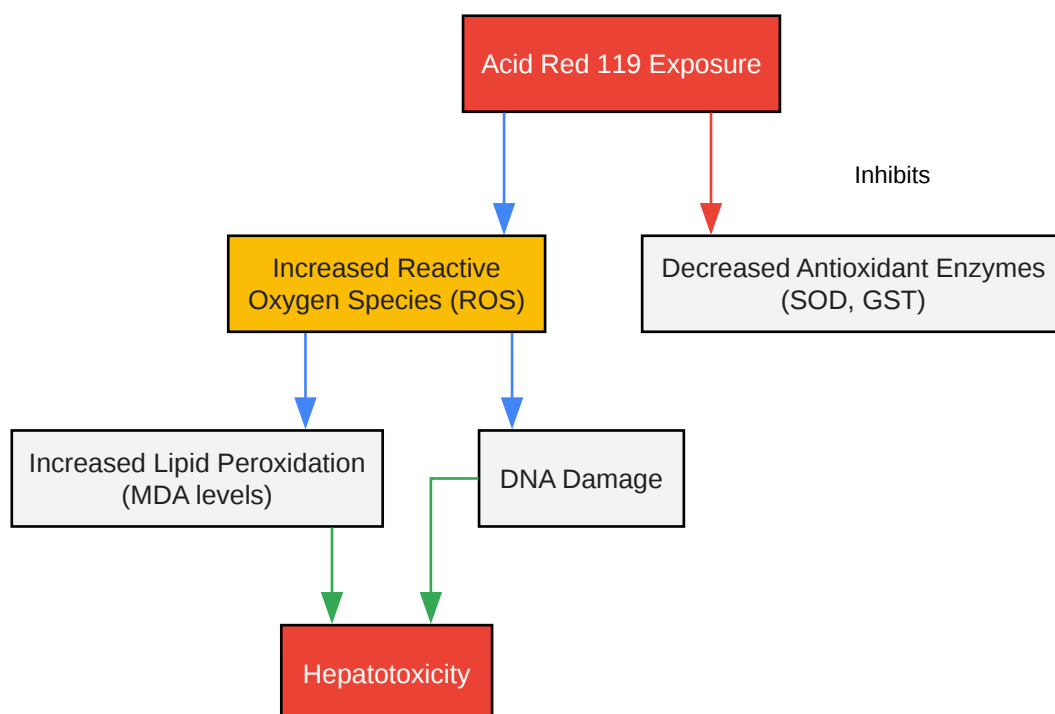 Acid Red 119 Exposure
Inhibits
Increased Reactive
Oxygen Species (ROS)
Decreased Antioxidant Enzymes
(SOD, GST)
Increased Lipid Peroxidation
(MDA levels)
DNA Damage
Hepatotoxicity